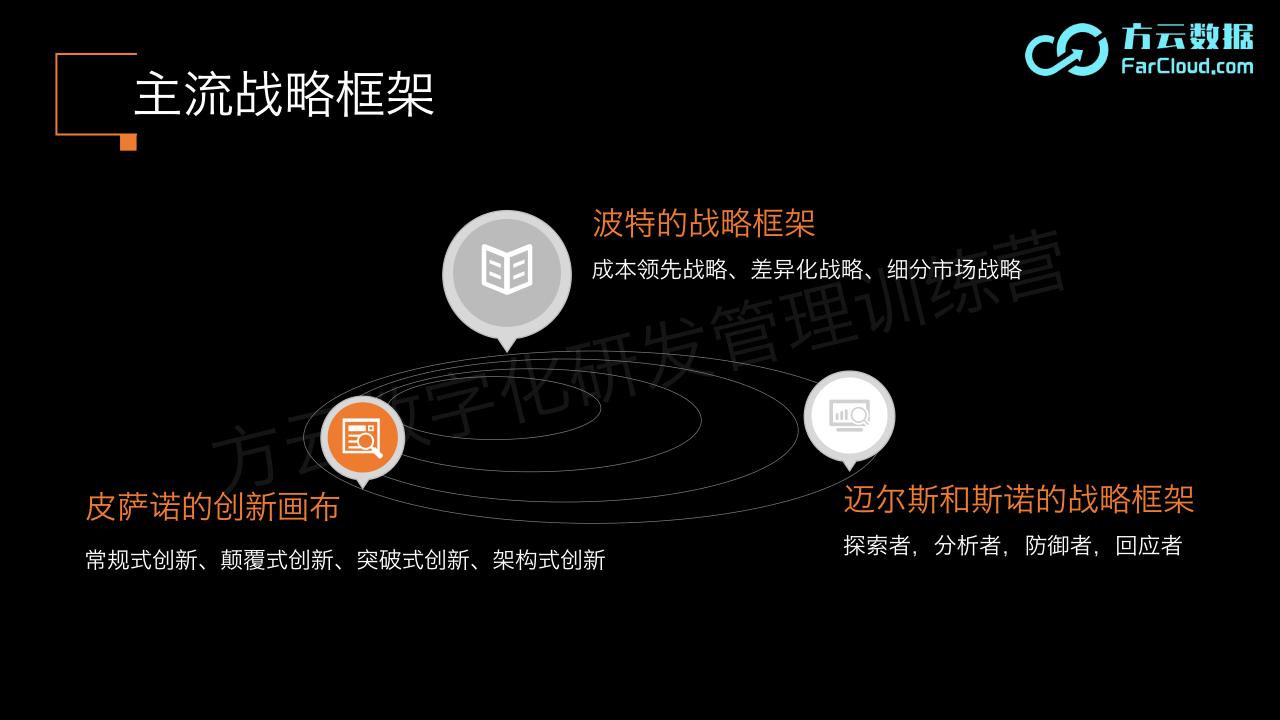 方云数据
FarCloud.com
主流战略框架
波特的战略框架
成本领先战略、差异化战略、细分市场战略
方云数字化研发管理训练营
皮萨诺的创新画布
常规式创新、颠覆式创新、突破式创新、架构式创新
迈尔斯和斯诺的战略框架
探索者，分析者，防御者，回应者